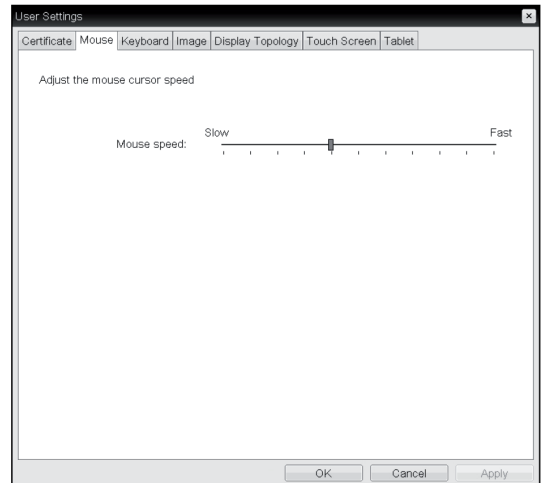 User Settings
Certificate Mouse Keyboard Image Display Topology Touch Screen Tablet
Adjust the mouse cursor speed
Slow Fast
Mouse speed:
OK Cancel Apply